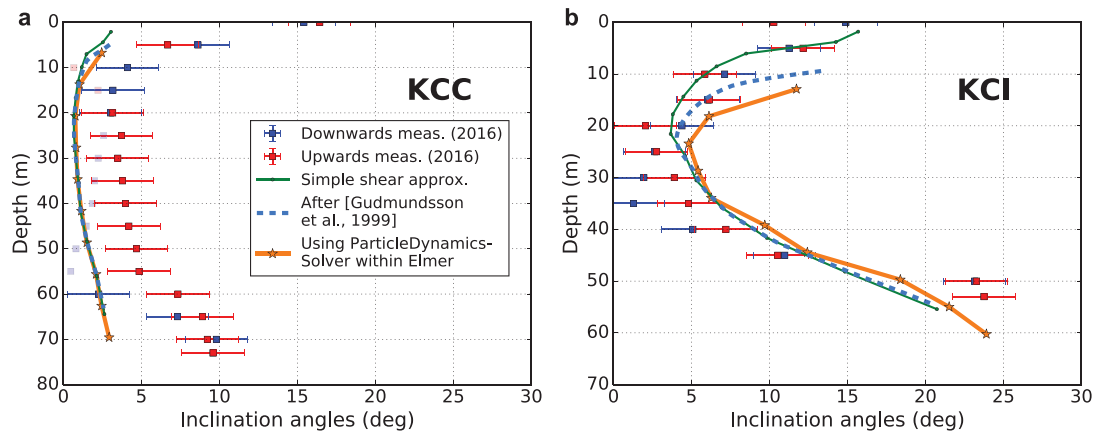 a
0
10
20
30
40
50
60
70
80
Depth (m)
KCC
Downwards meas. (2016)
Upwards meas. (2016)
Simple shear approx.
After [Gudmundsson
et al., 1999]
Using ParticleDynamics-
Solver within Elmer
0 5 10 15 20 25 30
Inclination angles (deg)
b
0
10
20
30
40
50
60
70
Depth (m)
KCI
0 5 10 15 20 25 30
Inclination angles (deg)